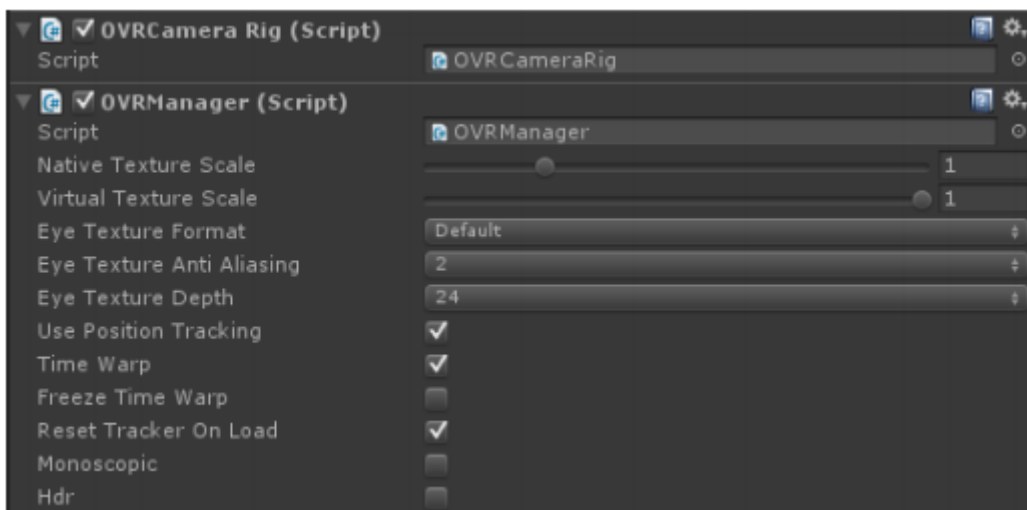 OVRCamera Rig (Script)
Script OVRCameraRig
OVRManager (Script)
Script OVRManager
Native Texture Scale 1
Virtual Texture Scale 1
Eye Texture Format Default
Eye Texture Anti Aliasing 2
Eye Texture Depth 24
Use Position Tracking
Time Warp
Freeze Time Warp
Reset Tracker On Load
Monoscopic
Hdr